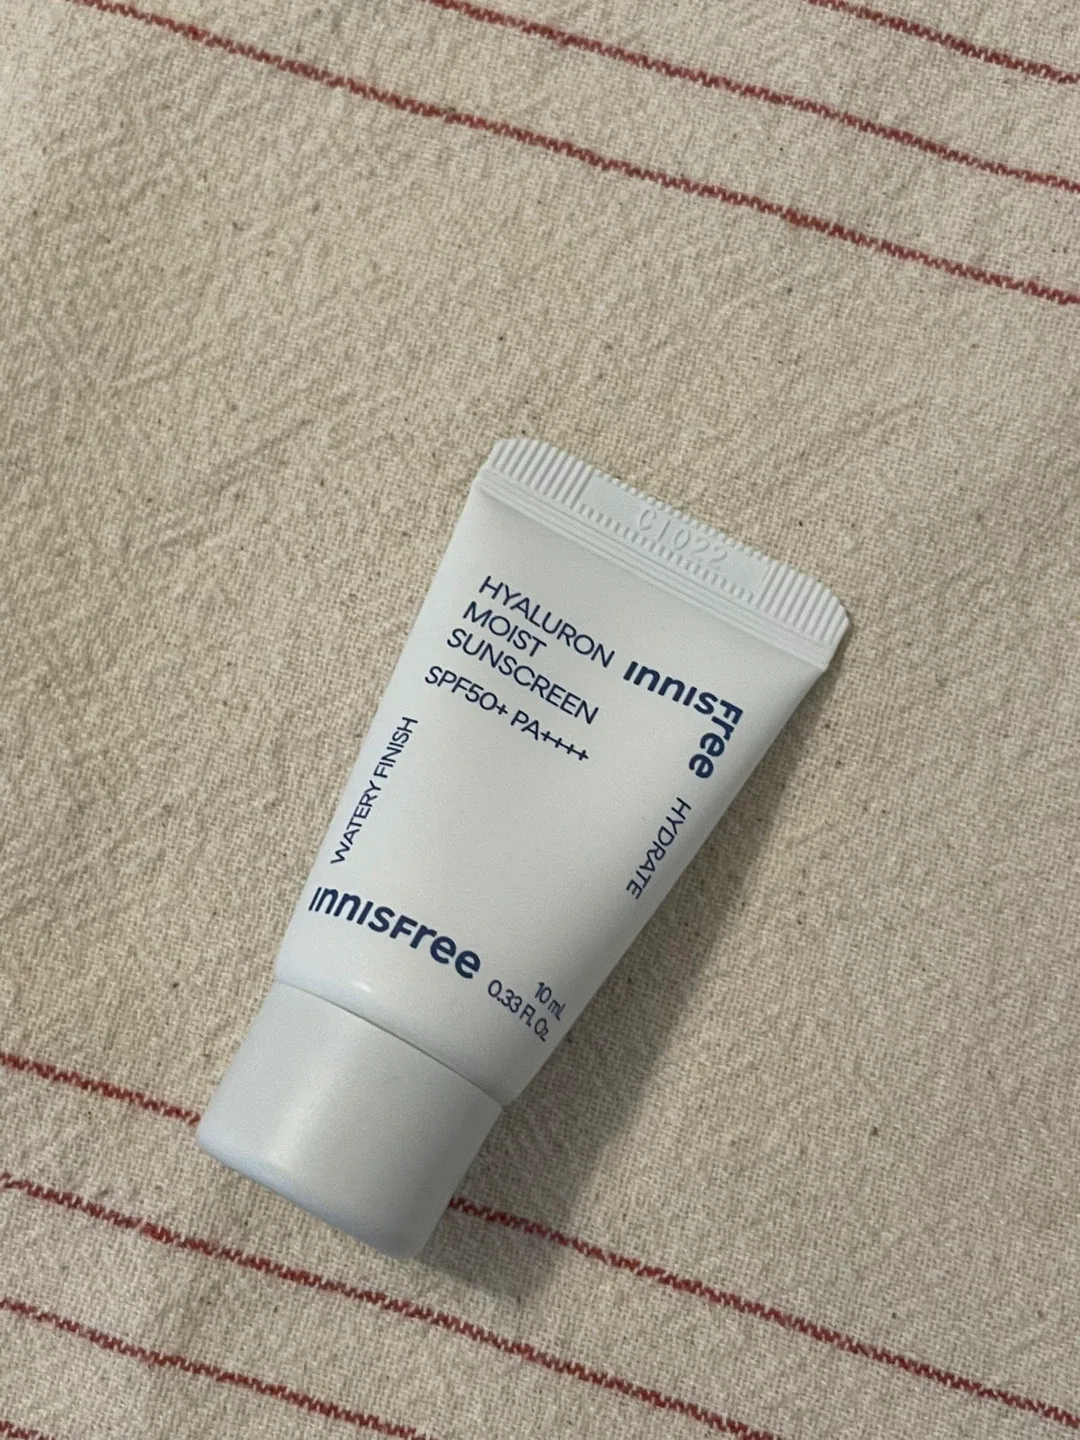 C1022
HYALURON
MOIST
SUNSCREEN
SPF50+ PA++++
INNISFree
HYDRATE
WATERY FINISH
INNISFree
10 mL
0.33 FL. Oz